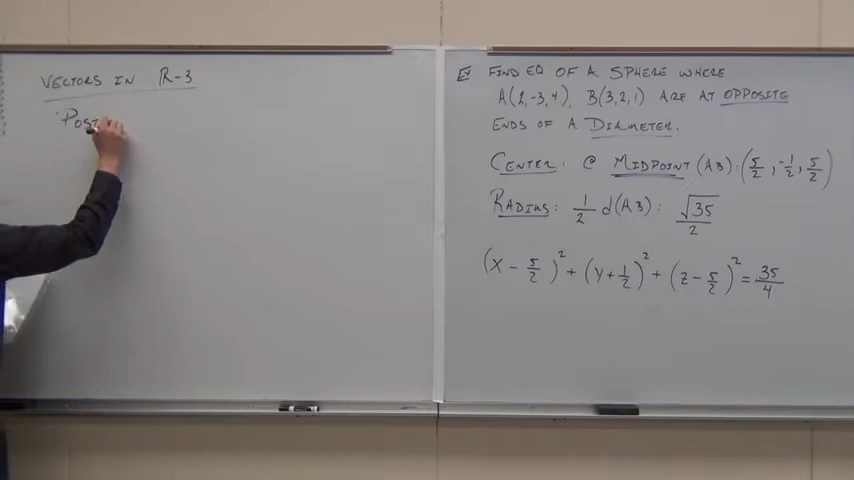 VECTORS IN R-3
POST
EX FIND EQ OF A SPHERE WHERE
A(2,-3,4), B(3,2,1) ARE AT OPPOSITE
ENDS OF A DIAMETER.
CENTER: @ MIDPOINT (AB): (5/2, -1/2, 5/2)
RADIUS: 1/2 d(AB): √35/2
(X - 5/2)² + (Y + 1/2)² + (Z - 5/2)² = 35/4